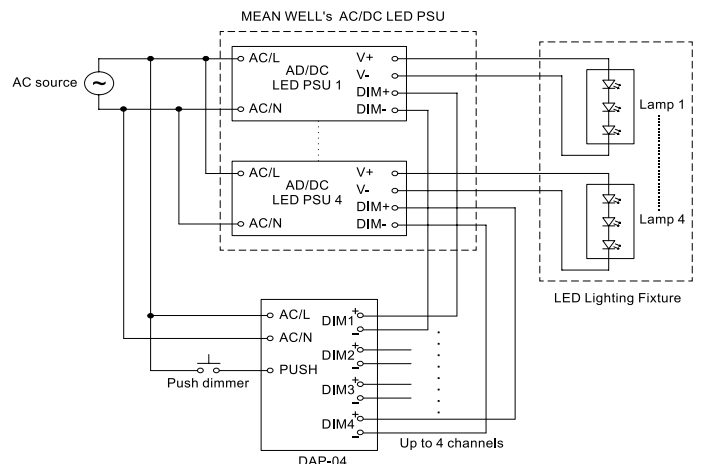 MEAN WELL's AC/DC LED PSU
AC source
~
AC/L
AC/N
AD/DC
LED PSU 1
V+
V-
DIM+
DIM-
AC/L
AC/N
AD/DC
LED PSU 4
V+
V-
DIM+
DIM-
Lamp 1
Lamp 4
LED Lighting Fixture
AC/L
AC/N
PUSH
Push dimmer
DIM1
+
-
DIM2
+
-
DIM3
+
-
DIM4
+
-
Up to 4 channels
DAP-04